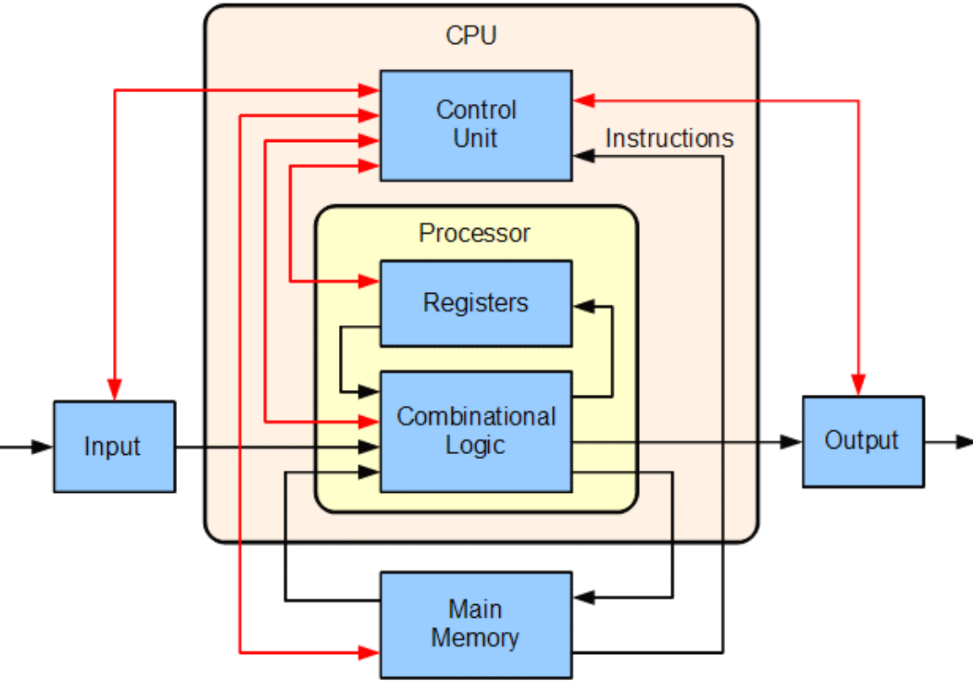 CPU
Control
Unit
Instructions
Processor
Registers
Combinational
Logic
Input
Output
Main
Memory